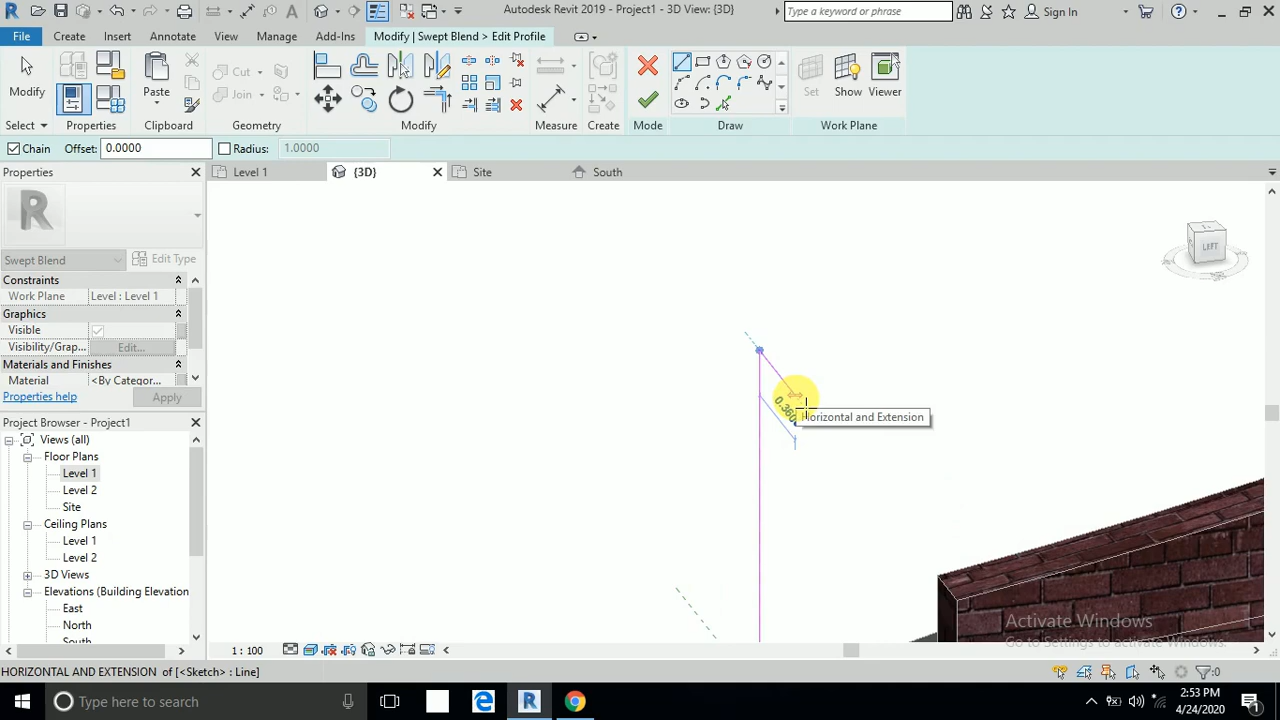 Autodesk Revit 2019 - Project1 - 3D View: {3D}
Type a keyword or phrase
Sign In
File
Create
Insert
Annotate
View
Manage
Add-Ins
Modify | Swept Blend > Edit Profile
Modify
Paste
Cut
Join
Set
Show
Viewer
Select
Properties
Clipboard
Geometry
Modify
Measure
Create
Mode
Draw
Work Plane
Chain
Offset:
0.0000
Radius:
1.0000
Properties
Level 1
{3D}
Site
South
R
Swept Blend
Edit Type
Constraints
Work Plane
Level : Level 1
Graphics
Visible
Visibility/Grap...
Edit...
Materials and Finishes
Material
<By Categor...
Properties help
Apply
Project Browser - Project1
Views (all)
Floor Plans
Level 1
Level 2
Site
Ceiling Plans
Level 1
Level 2
3D Views
Elevations (Building Elevation
East
North
South
LEFT
0.360
Horizontal and Extension
Activate Windows
Go to Settings to activate Windows.
1 : 100
:0
HORIZONTAL AND EXTENSION of [<Sketch> : Line]
Type here to search
2:53 PM
4/24/2020